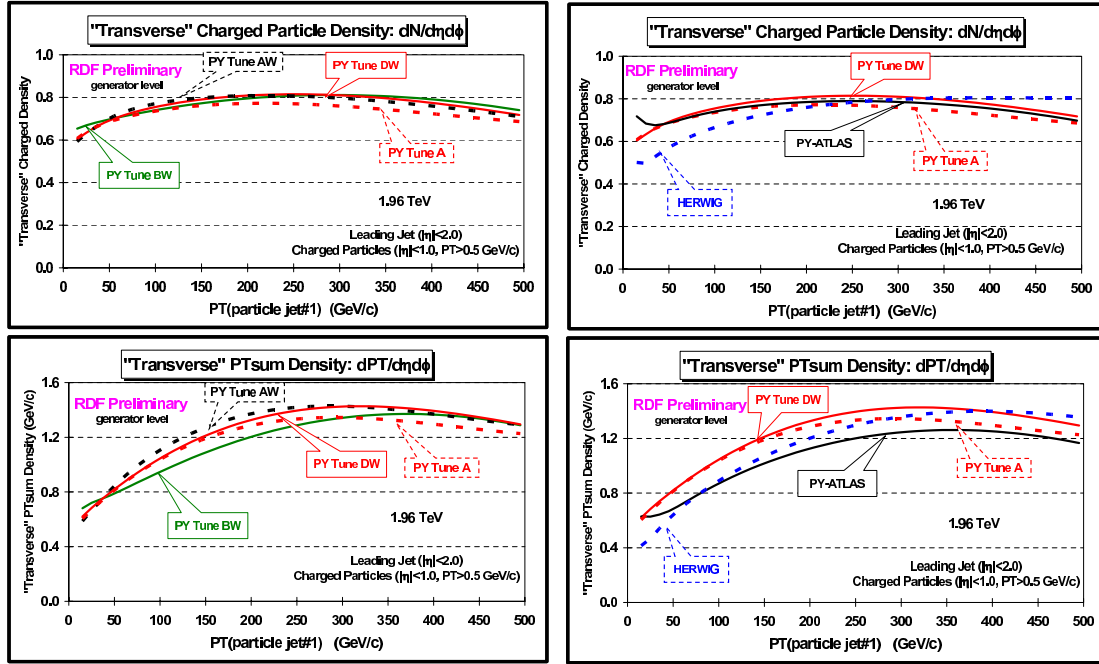 "Transverse" Charged Particle Density: dN/dηdϕ
RDF Preliminary
generator level
PY Tune AW
PY Tune DW
PY Tune A
PY Tune BW
1.96 TeV
Leading Jet (|η|<2.0)
Charged Particles (|η|<1.0, PT>0.5 GeV/c)
"Transverse" Charged Density
1.0
0.8
0.6
0.4
0.2
0.0
0 50 100 150 200 250 300 350 400 450 500
PT(particle jet#1) (GeV/c)
"Transverse" Charged Particle Density: dN/dηdϕ
RDF Preliminary
generator level
PY Tune DW
PY-ATLAS
PY Tune A
HERWIG
1.96 TeV
Leading Jet (|η|<2.0)
Charged Particles (|η|<1.0, PT>0.5 GeV/c)
"Transverse" Charged Density
1.0
0.8
0.6
0.4
0.2
0.0
0 50 100 150 200 250 300 350 400 450 500
PT(particle jet#1) (GeV/c)
"Transverse" PTsum Density: dPT/dηdϕ
RDF Preliminary
generator level
PY Tune AW
PY Tune DW
PY Tune A
PY Tune BW
1.96 TeV
Leading Jet (|η|<2.0)
Charged Particles (|η|<1.0, PT>0.5 GeV/c)
"Transverse" PTsum Density (GeV/c)
1.6
1.2
0.8
0.4
0.0
0 50 100 150 200 250 300 350 400 450 500
PT(particle jet#1) (GeV/c)
"Transverse" PTsum Density: dPT/dηdϕ
RDF Preliminary
generator level
PY Tune DW
PY Tune A
PY-ATLAS
HERWIG
1.96 TeV
Leading Jet (|η|<2.0)
Charged Particles (|η|<1.0, PT>0.5 GeV/c)
"Transverse" PTsum Density (GeV/c)
1.6
1.2
0.8
0.4
0.0
0 50 100 150 200 250 300 350 400 450 500
PT(particle jet#1) (GeV/c)